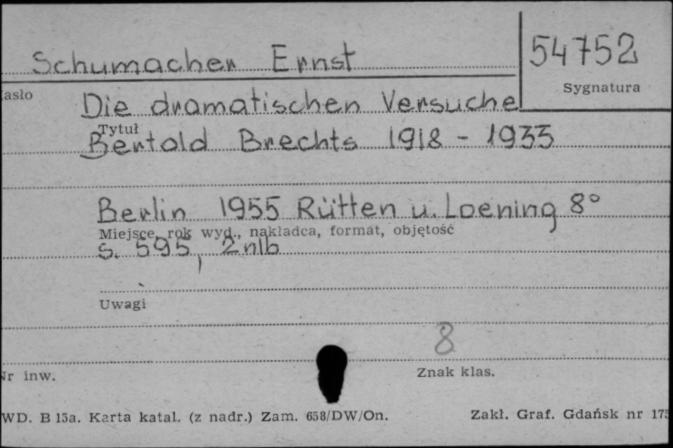 Schumacher Ernst
54752
Sygnatura
asło
Die dramatischen Versuche
Tytuł
Bertold Brechts 1918 - 1933
Berlin 1955 Rütten u. Loening 8°
Miejsce, rok wyd., nakładca, format, objętość
s. 595, 2 nlb
Uwagi
8
Nr inw.
Znak klas.
WD. B 15a. Karta katal. (z nadr.) Zam. 658/DW/On.
Zakł. Graf. Gdańsk nr 175